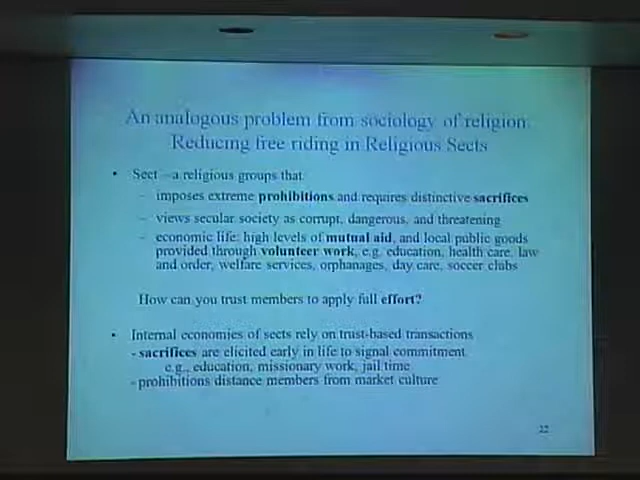 An analogous problem from sociology of religion:
Reducing free riding in Religious Sects
• Sect – a religious groups that:
– imposes extreme prohibitions and requires distinctive sacrifices
– views secular society as corrupt, dangerous, and threatening
– economic life: high levels of mutual aid, and local public goods
provided through volunteer work, e.g. education, health care, law
and order, welfare services, orphanages, day care, soccer clubs
How can you trust members to apply full effort?
• Internal economies of sects rely on trust-based transactions
- sacrifices are elicited early in life to signal commitment
e.g., education, missionary work, jail time
- prohibitions distance members from market culture
22